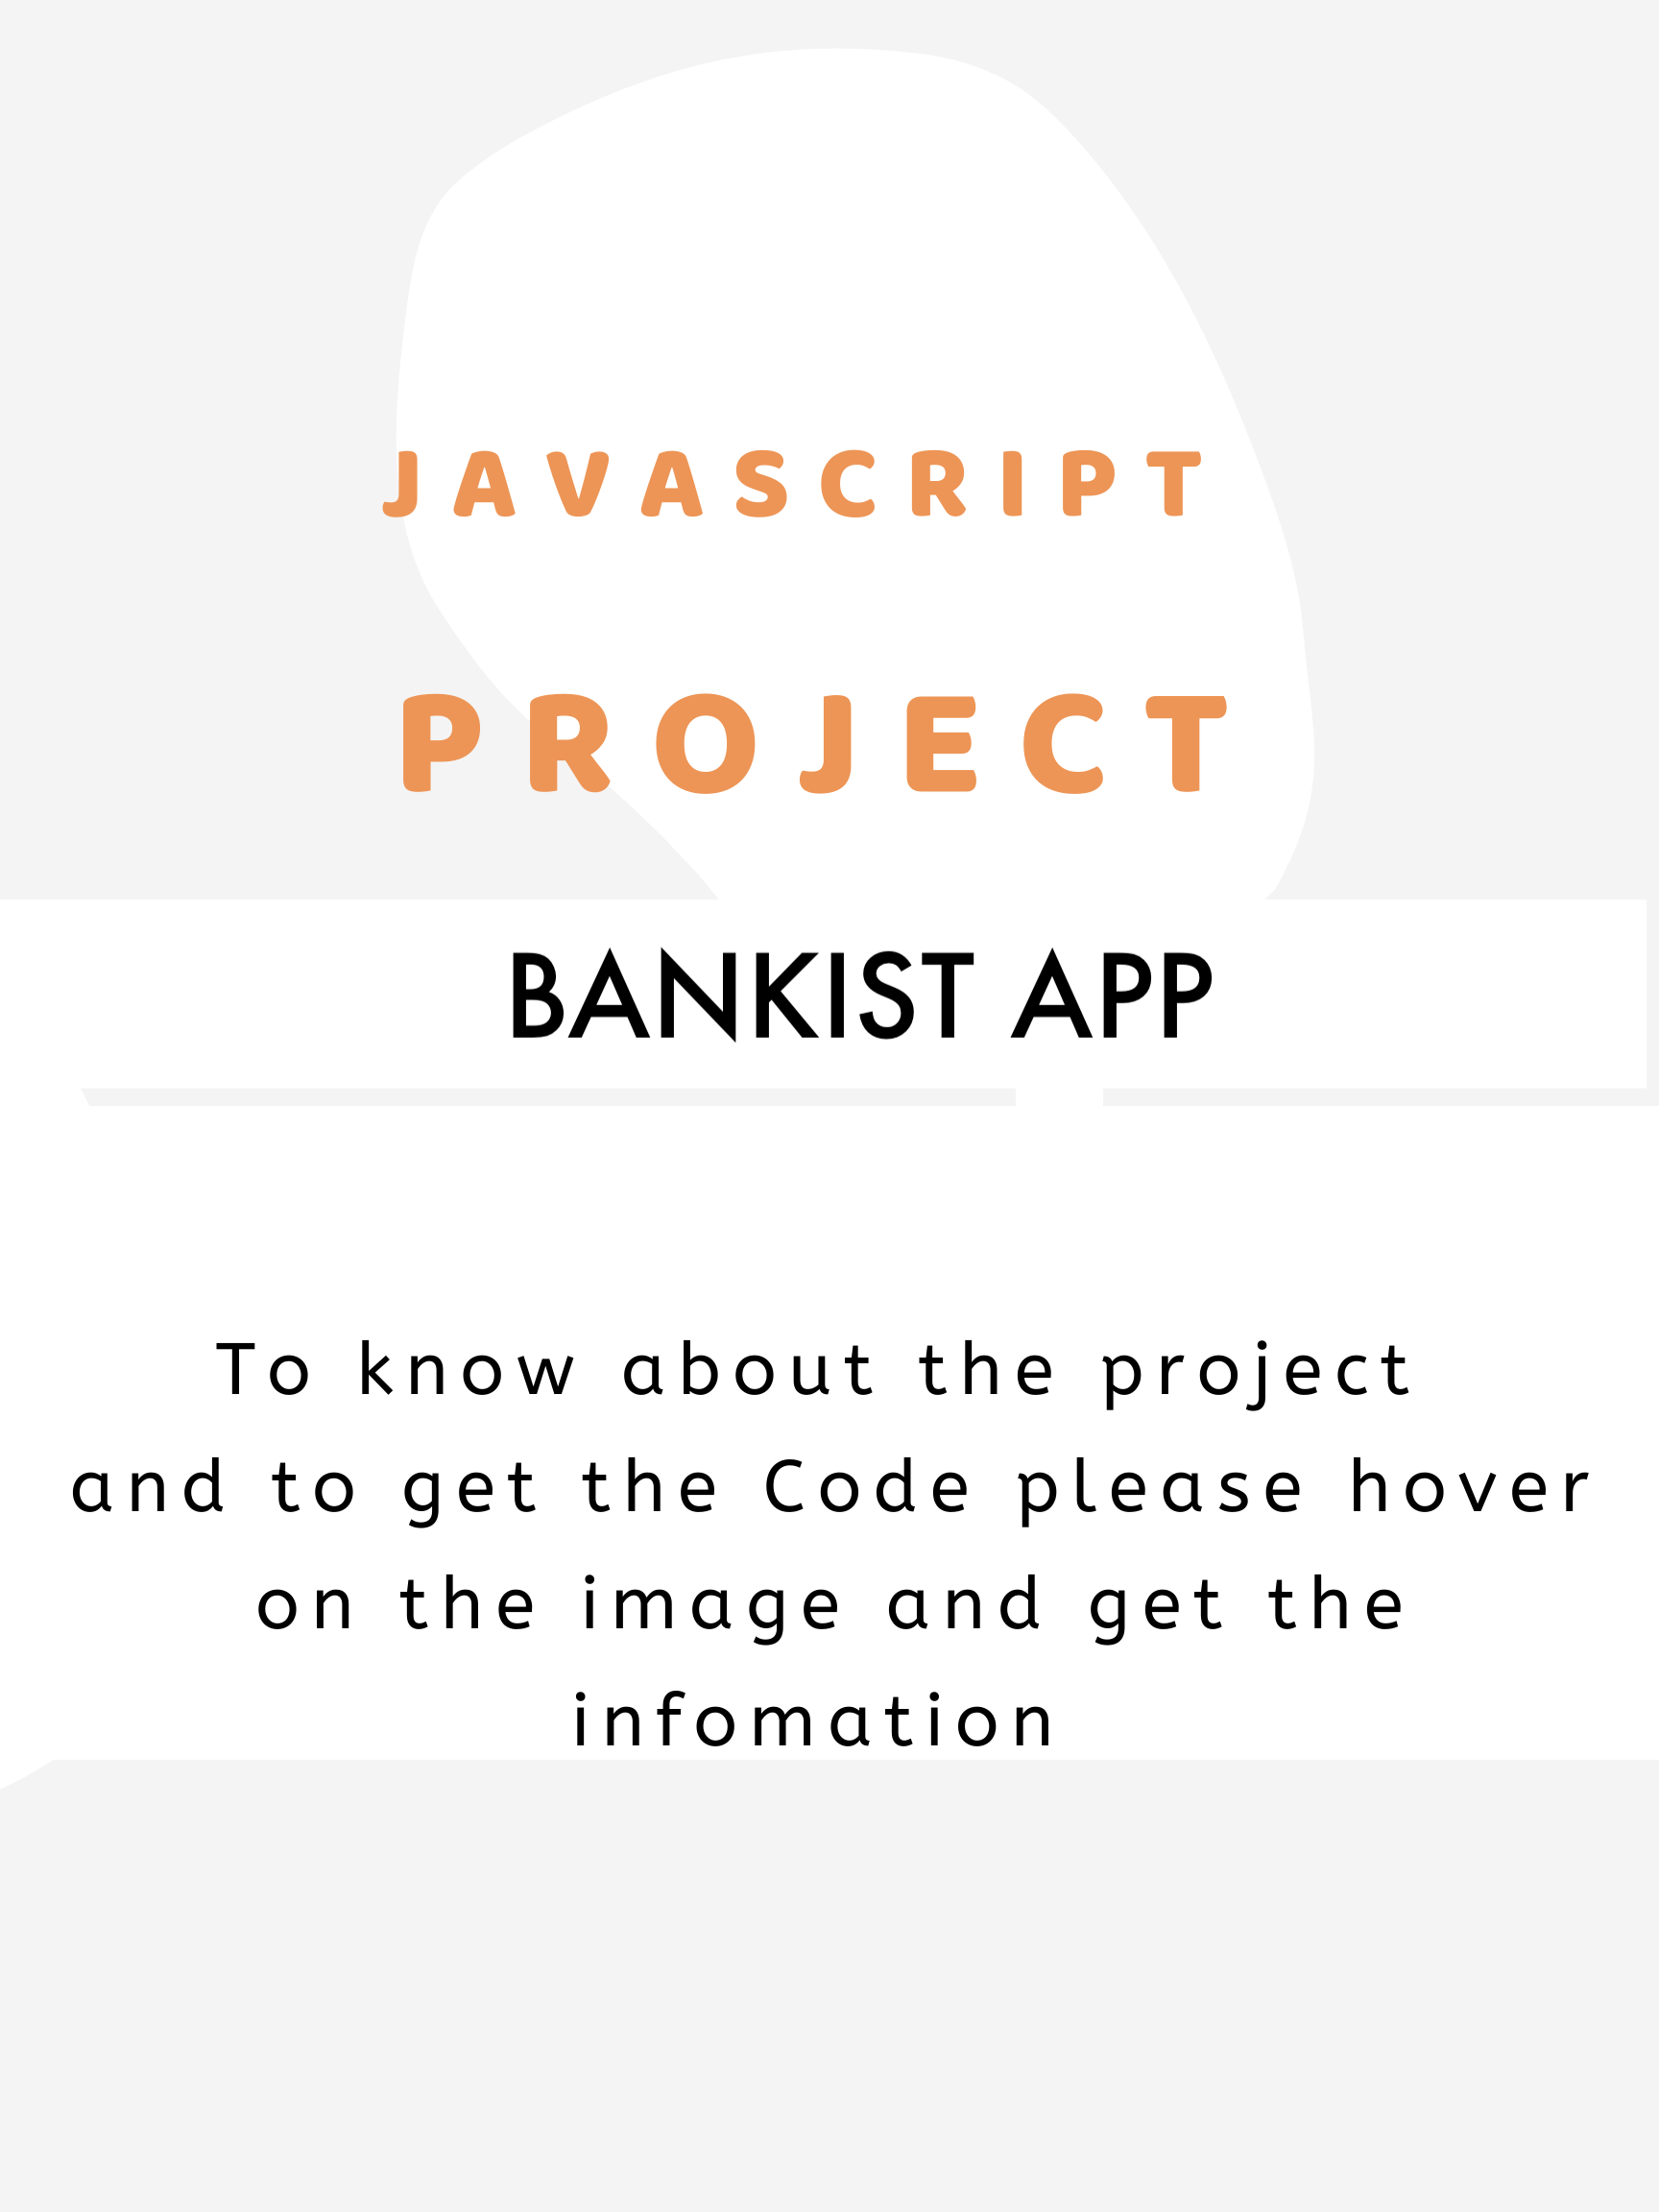 JAVASCRIPT
PROJECT
BANKIST APP
To know about the project
and to get the Code please hover
on the image and get the
infomation